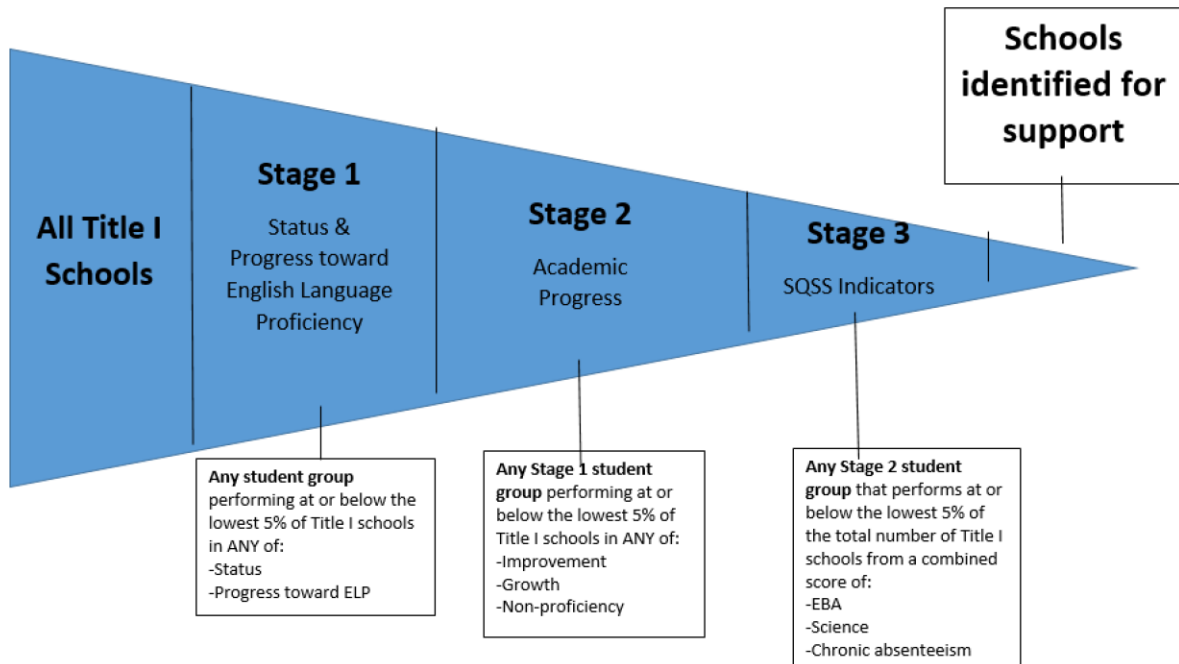 Schools
identified for
support
All Title I
Schools
Stage 1
Status &
Progress toward
English Language
Proficiency
Stage 2
Academic
Progress
Stage 3
SQSS Indicators
Any student group
performing at or below the
lowest 5% of Title I schools
in ANY of:
-Status
-Progress toward ELP
Any Stage 1 student
group performing at or
below the lowest 5% of
Title I schools in ANY of:
-Improvement
-Growth
-Non-proficiency
Any Stage 2 student
group that performs at or
below the lowest 5% of
the total number of Title I
schools from a combined
score of:
-EBA
-Science
-Chronic absenteeism